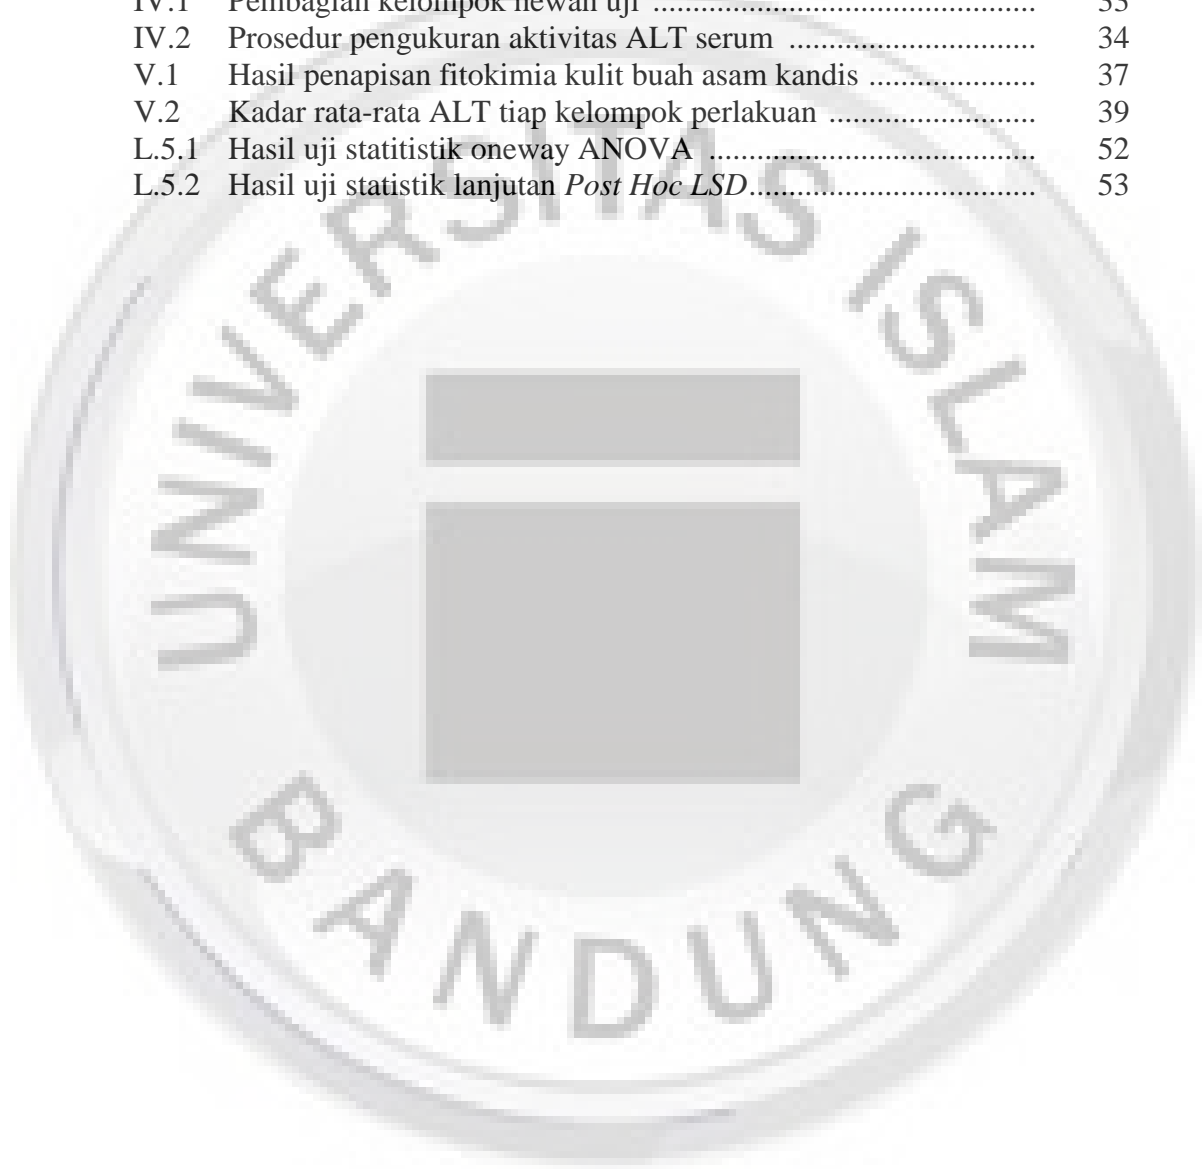 IV.1 Pembagian kelompok hewan uji ........................................... 33
IV.2 Prosedur pengukuran aktivitas ALT serum ............................ 34
V.1 Hasil penapisan fitokimia kulit buah asam kandis ................... 37
V.2 Kadar rata-rata ALT tiap kelompok perlakuan ....................... 39
L.5.1 Hasil uji statitistik oneway ANOVA ..................................... 52
L.5.2 Hasil uji statistik lanjutan Post Hoc LSD................................ 53
UNIVERSITAS ISLAM
BANDUNG